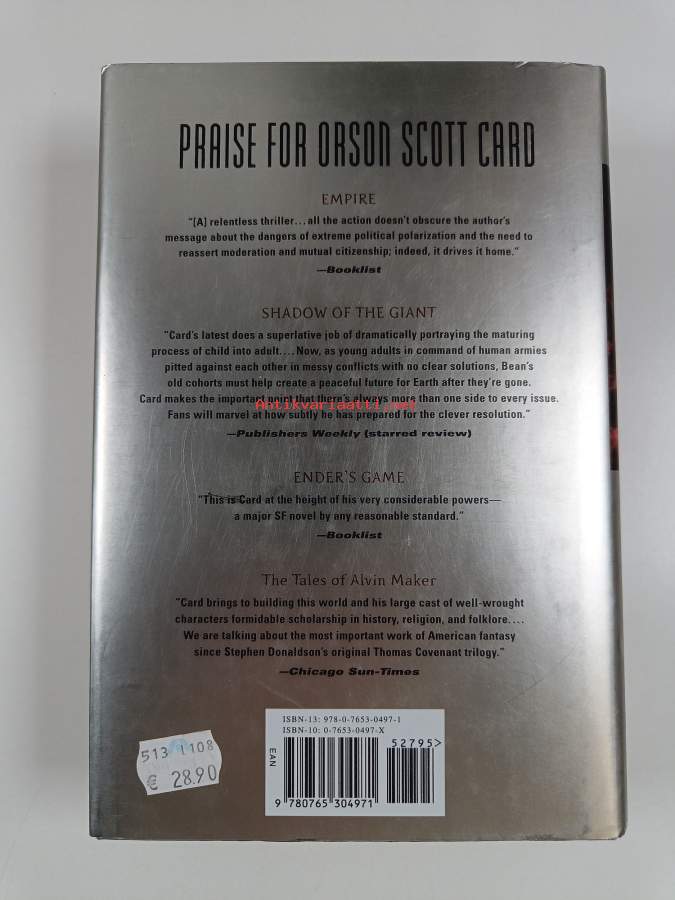 PRAISE FOR ORSON SCOTT CARD
EMPIRE
“[A] relentless thriller...all the action doesn’t obscure the author’s
message about the dangers of extreme political polarization and the need to
reassert moderation and mutual citizenship; indeed, it drives it home.”
—Booklist
SHADOW OF THE GIANT
“Card’s latest does a superlative job of dramatically portraying the maturing
process of child into adult....Now, as young adults in command of human armies
pitted against each other in messy conflicts with no clear solutions, Bean’s
old cohorts must help create a peaceful future for Earth after they’re gone.
Card makes the important point that there’s always more than one side to every issue.
Antikvariaatti.net
Fans will marvel at how subtly he has prepared for the clever resolution.”
—Publishers Weekly (starred review)
ENDER’S GAME
“This is Card at the height of his very considerable powers—
a major SF novel by any reasonable standard.”
—Booklist
The Tales of Alvin Maker
“Card brings to building this world and his large cast of well-wrought
characters formidable scholarship in history, religion, and folklore....
We are talking about the most important work of American fantasy
since Stephen Donaldson’s original Thomas Covenant trilogy.”
—Chicago Sun-Times
ISBN-13: 978-0-7653-0497-1
ISBN-10: 0-7653-0497-X
52795>
EAN
9 780765 304971
513 1108
€ 28.90